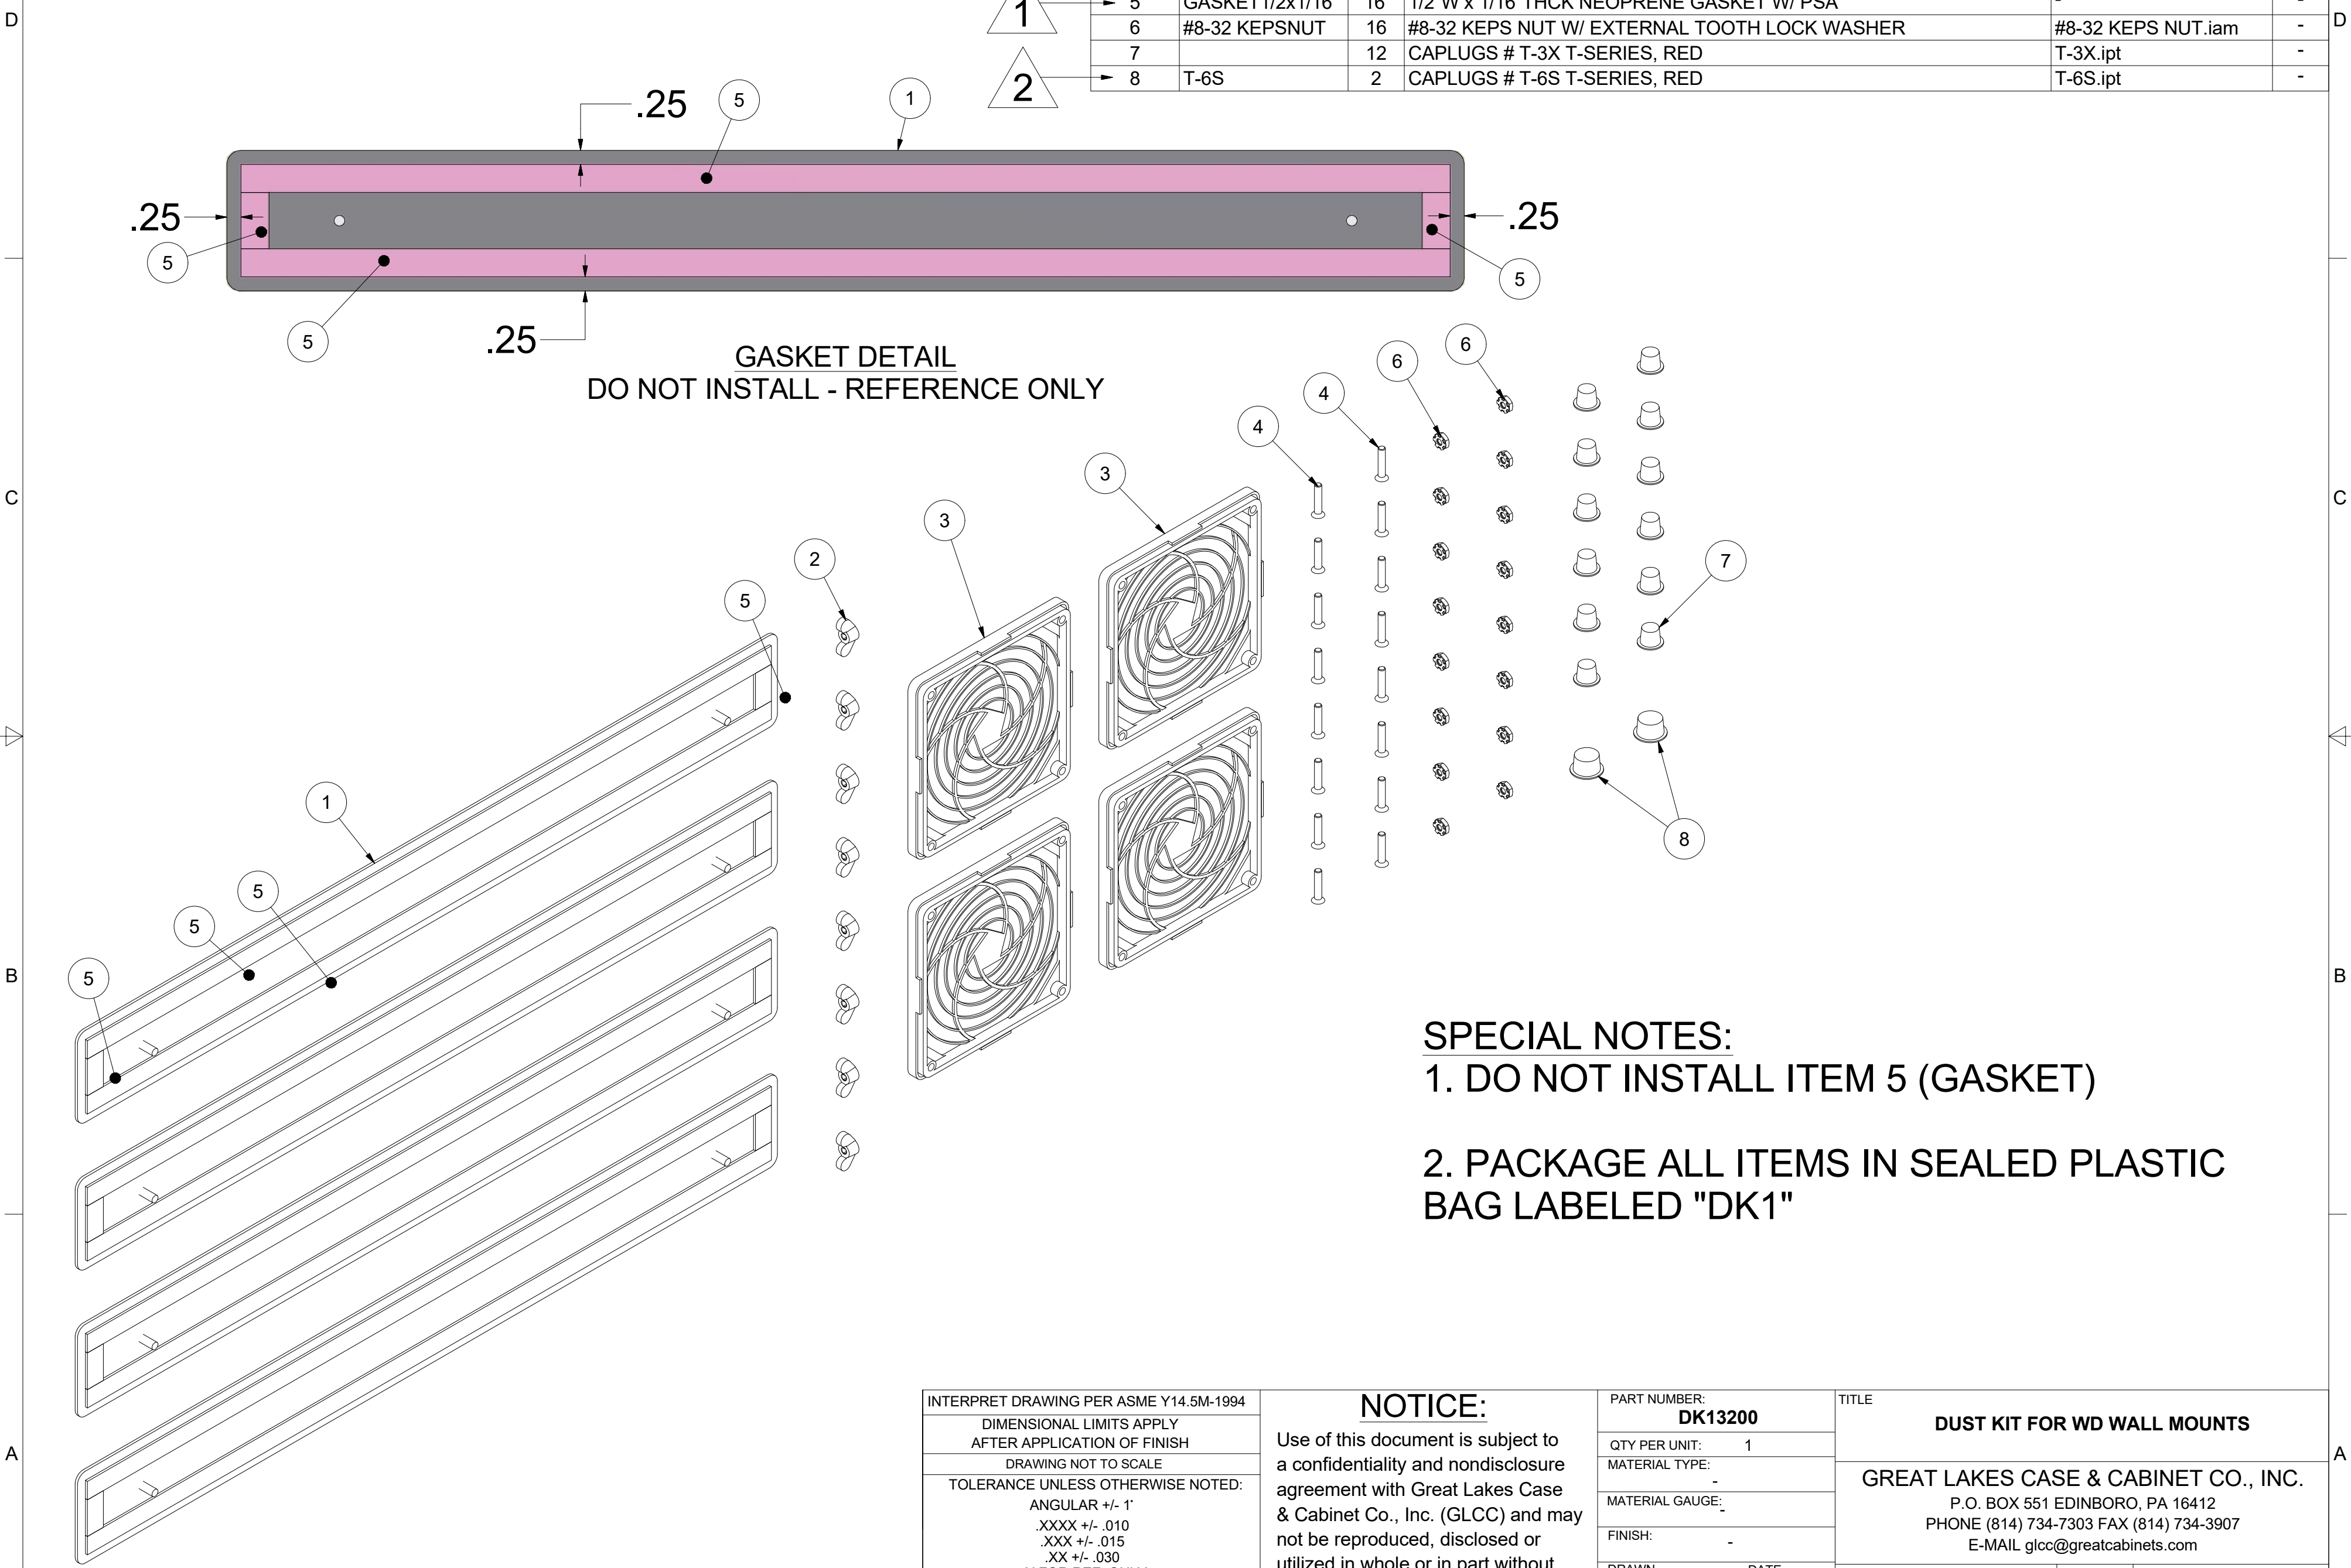 D
D
1
5 GASKET1/2x1/16 16 1/2"W x 1/16"THCK NEOPRENE GASKET W/ PSA - -
6 #8-32 KEPSNUT 16 #8-32 KEPS NUT W/ EXTERNAL TOOTH LOCK WASHER #8-32 KEPS NUT.iam -
7 12 CAPLUGS # T-3X T-SERIES, RED T-3X.ipt -
2
8 T-6S 2 CAPLUGS # T-6S T-SERIES, RED T-6S.ipt -
.25
5
1
.25
.25
5
5
5
.25
GASKET DETAIL
DO NOT INSTALL - REFERENCE ONLY
6
6
4
4
3
3
C
C
2
7
5
1
8
5
5
5
B
B
SPECIAL NOTES:
1. DO NOT INSTALL ITEM 5 (GASKET)
2. PACKAGE ALL ITEMS IN SEALED PLASTIC
BAG LABELED "DK1"
INTERPRET DRAWING PER ASME Y14.5M-1994
DIMENSIONAL LIMITS APPLY
AFTER APPLICATION OF FINISH
DRAWING NOT TO SCALE
TOLERANCE UNLESS OTHERWISE NOTED:
ANGULAR +/- 1°
.XXXX +/- .010
.XXX +/- .015
.XX +/- .030
NOTICE:
Use of this document is subject to
a confidentiality and nondisclosure
agreement with Great Lakes Case
& Cabinet Co., Inc. (GLCC) and may
not be reproduced, disclosed or
utilized in whole or in part without
PART NUMBER:
DK13200
QTY PER UNIT: 1
MATERIAL TYPE:
-
MATERIAL GAUGE:
-
FINISH:
-
DRAWN DATE
TITLE
DUST KIT FOR WD WALL MOUNTS
GREAT LAKES CASE & CABINET CO., INC.
P.O. BOX 551 EDINBORO, PA 16412
PHONE (814) 734-7303 FAX (814) 734-3907
E-MAIL glcc@greatcabinets.com
A
A